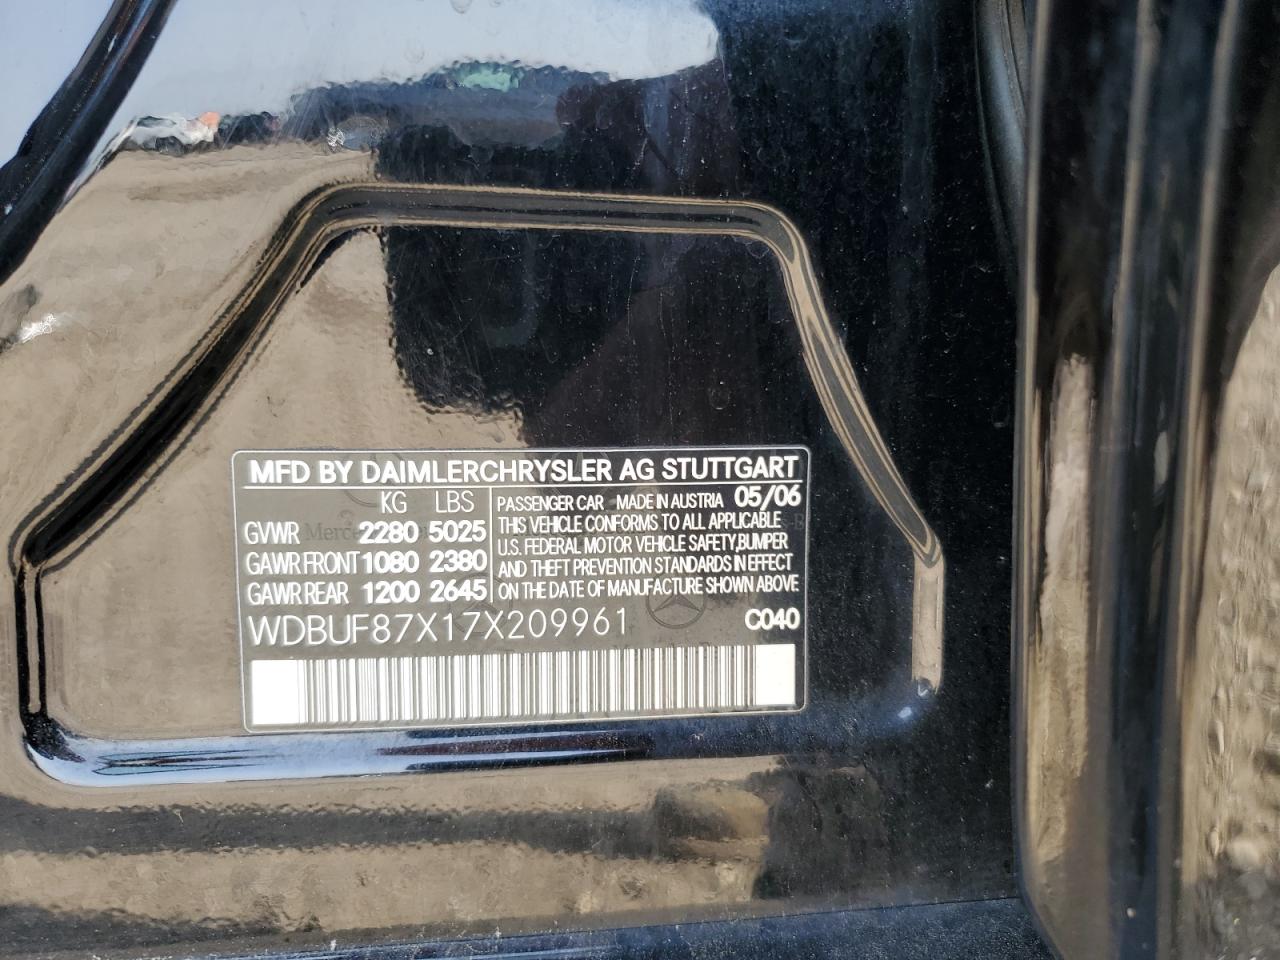 MFD BY DAIMLERCHRYSLER AG STUTTGART
KG LBS
GVWR 2280 5025
GAWR FRONT 1080 2380
GAWR REAR 1200 2645
PASSENGER CAR MADE IN AUSTRIA 05/06
THIS VEHICLE CONFORMS TO ALL APPLICABLE
U.S. FEDERAL MOTOR VEHICLE SAFETY,BUMPER
AND THEFT PREVENTION STANDARDS IN EFFECT
ON THE DATE OF MANUFACTURE SHOWN ABOVE.
WDBUF87X17X209961 C040